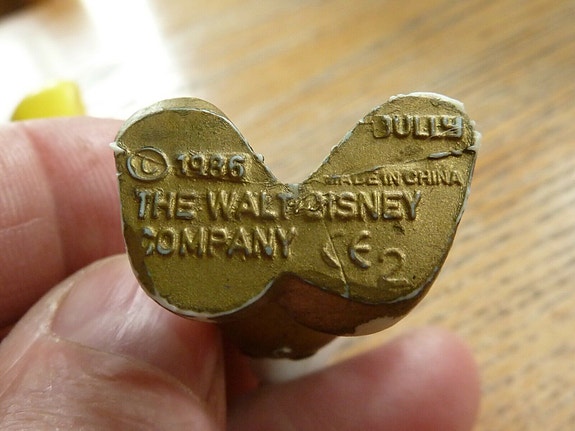 © 1986
THE WALT DISNEY
COMPANY
BULLY
MADE IN CHINA
CE 2